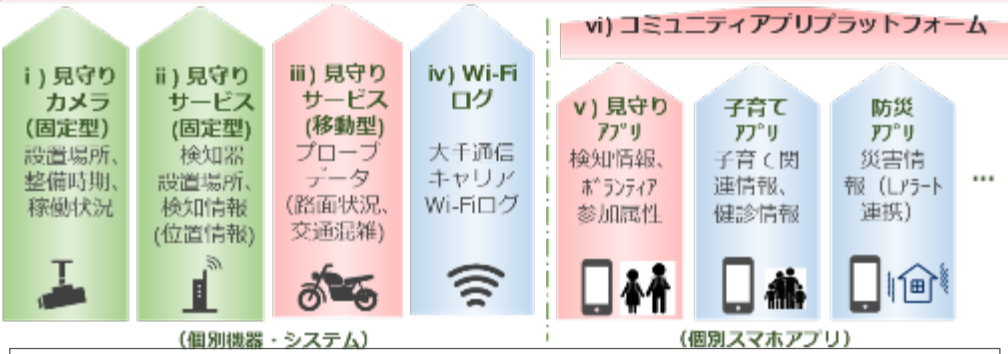 ⅰ) 見守り
カメラ
(固定型)
設置場所、
整備時期、
稼働状況
ⅱ) 見守り
サービス
(固定型)
検知器
設置場所、
検知情報
(位置情報)
ⅲ) 見守り
サービス
(移動型)
プローブ
データ
(路面状況、
交通混雑)
ⅳ) Wi-Fi
ログ
大手通信
キャリア
Wi-Fiログ
(個別機器・システム)
ⅵ) コミュニティアプリプラットフォーム
ⅴ) 見守り
ｱﾌﾟﾘ
検知情報、
ﾎﾞﾗﾝﾃｨｱ
参加属性
子育て
ｱﾌﾟﾘ
子育て関
連情報、
健診情報
防災
ｱﾌﾟﾘ
災害情
報（Lｱﾗｰﾄ
連携）
…
(個別スマホアプリ)